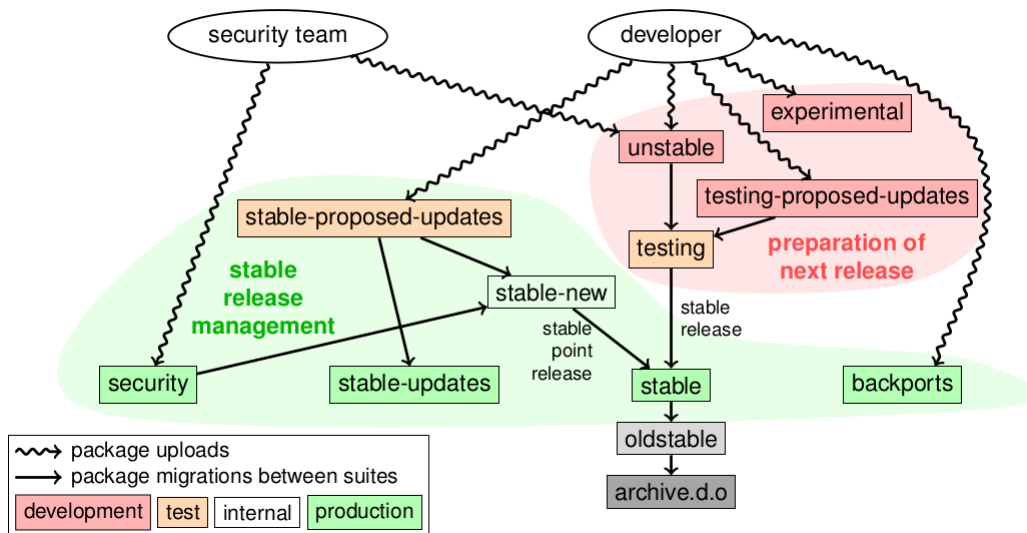 security team
developer
experimental
unstable
testing-proposed-updates
stable-proposed-updates
testing
preparation of
next release
stable
release
management
stable-new
stable
release
stable
point
release
security
stable-updates
stable
backports
oldstable
archive.d.o
package uploads
package migrations between suites
development
test
internal
production